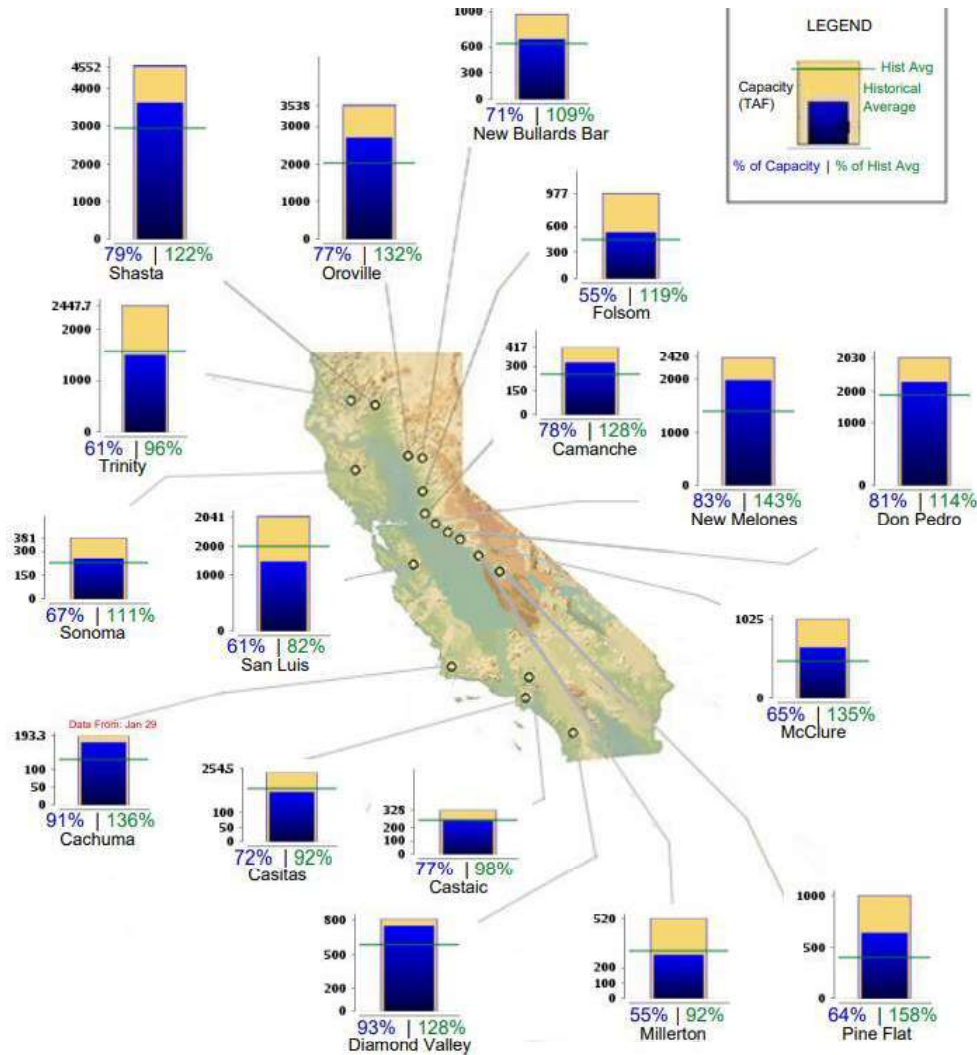 1000
600
300
0
71% | 109%
New Bullards Bar
LEGEND
Capacity
(TAF)
Hist Avg
Historical
Average
% of Capacity | % of Hist Avg
4552
4000
3000
2000
1000
0
79% | 122%
Shasta
3538
3000
2000
1000
0
77% | 132%
Oroville
977
600
300
0
55% | 119%
Folsom
2447.7
2000
1000
0
61% | 96%
Trinity
417
300
150
0
78% | 128%
Camanche
2420
2000
1000
0
83% | 143%
New Melones
2030
2000
1000
0
81% | 114%
Don Pedro
381
300
150
0
67% | 111%
Sonoma
2041
2000
1000
0
61% | 82%
San Luis
1025
0
65% | 135%
McClure
Data From: Jan 29
193.3
100
50
0
91% | 136%
Cachuma
254.5
100
50
0
72% | 92%
Casitas
325
200
100
0
77% | 98%
Castaic
800
500
200
0
93% | 128%
Diamond Valley
520
200
100
0
55% | 92%
Millerton
1000
500
0
64% | 158%
Pine Flat